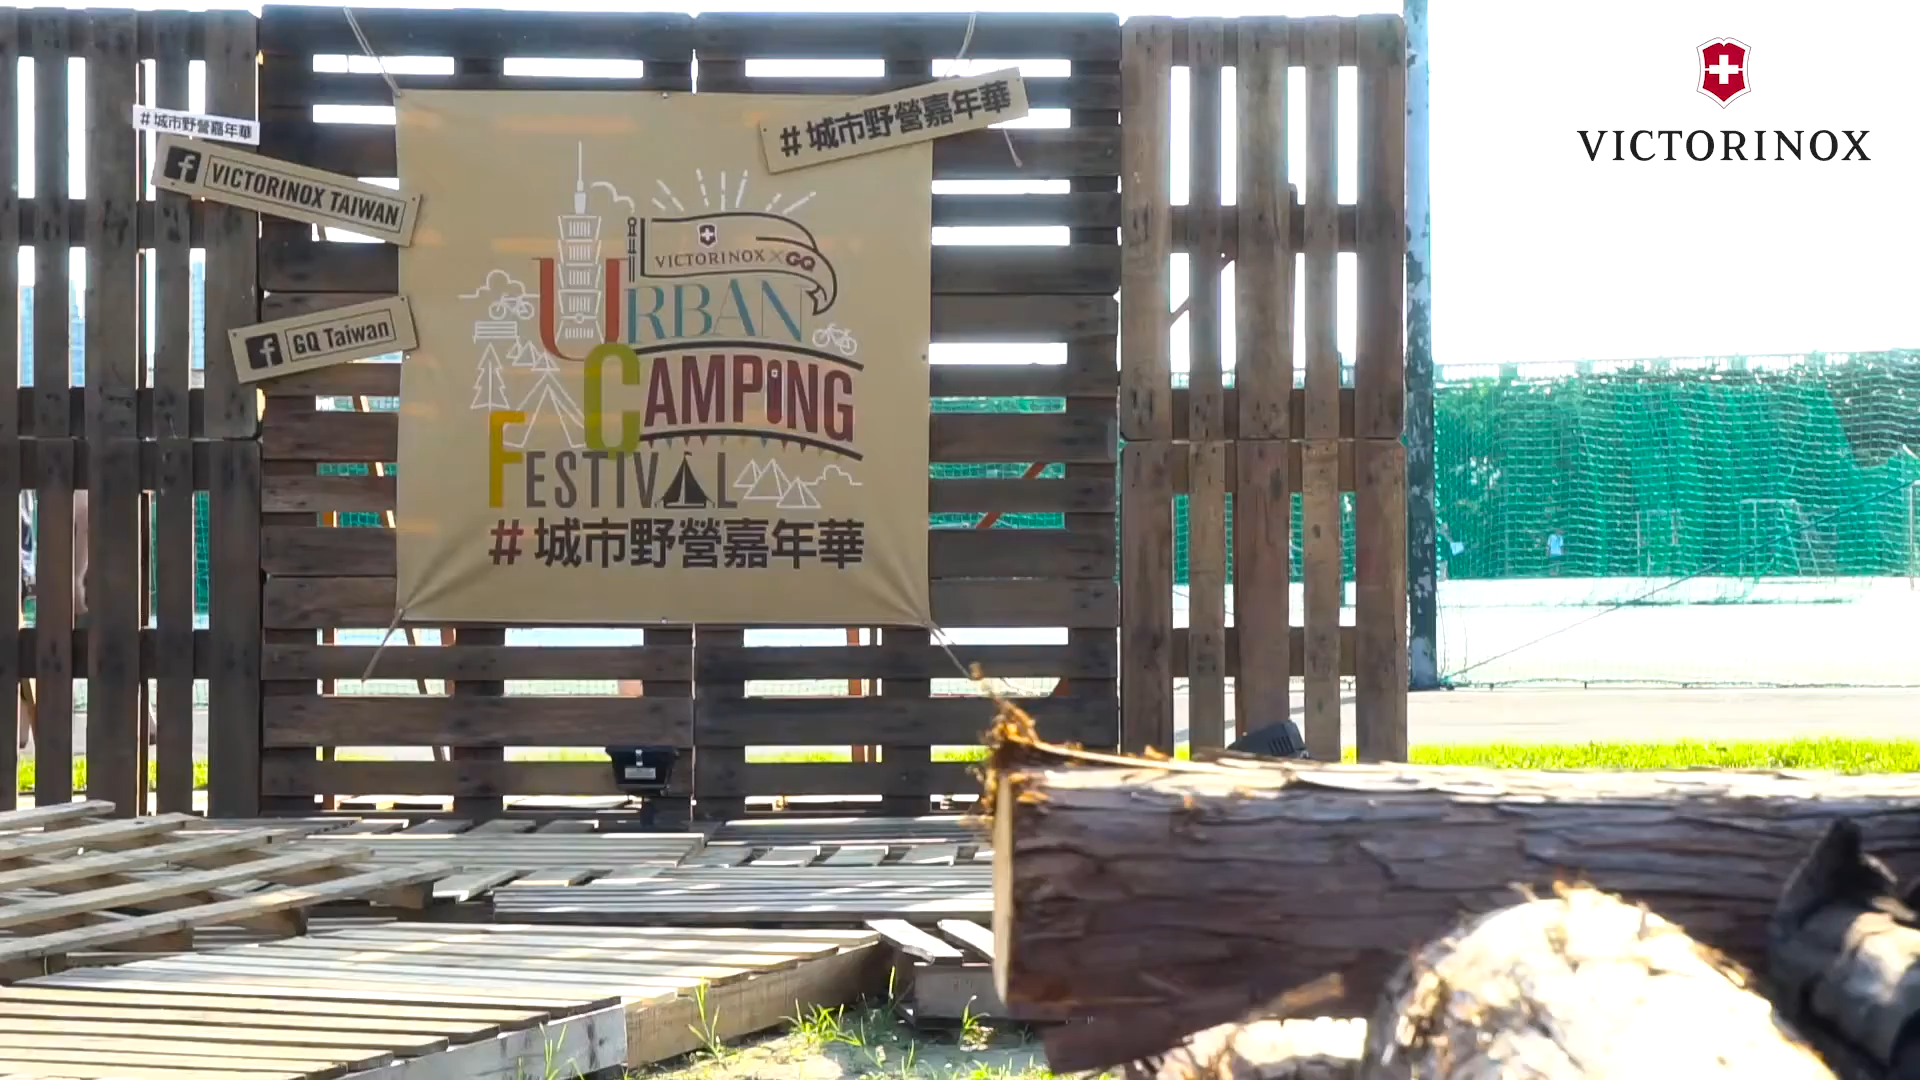 VICTORINOX
#城市野營嘉年華
VICTORINOX TAIWAN
GQ Taiwan
#城市野營嘉年華
VICTORINOX X GQ
URBAN
CAMPING
FESTIVAL
#城市野營嘉年華